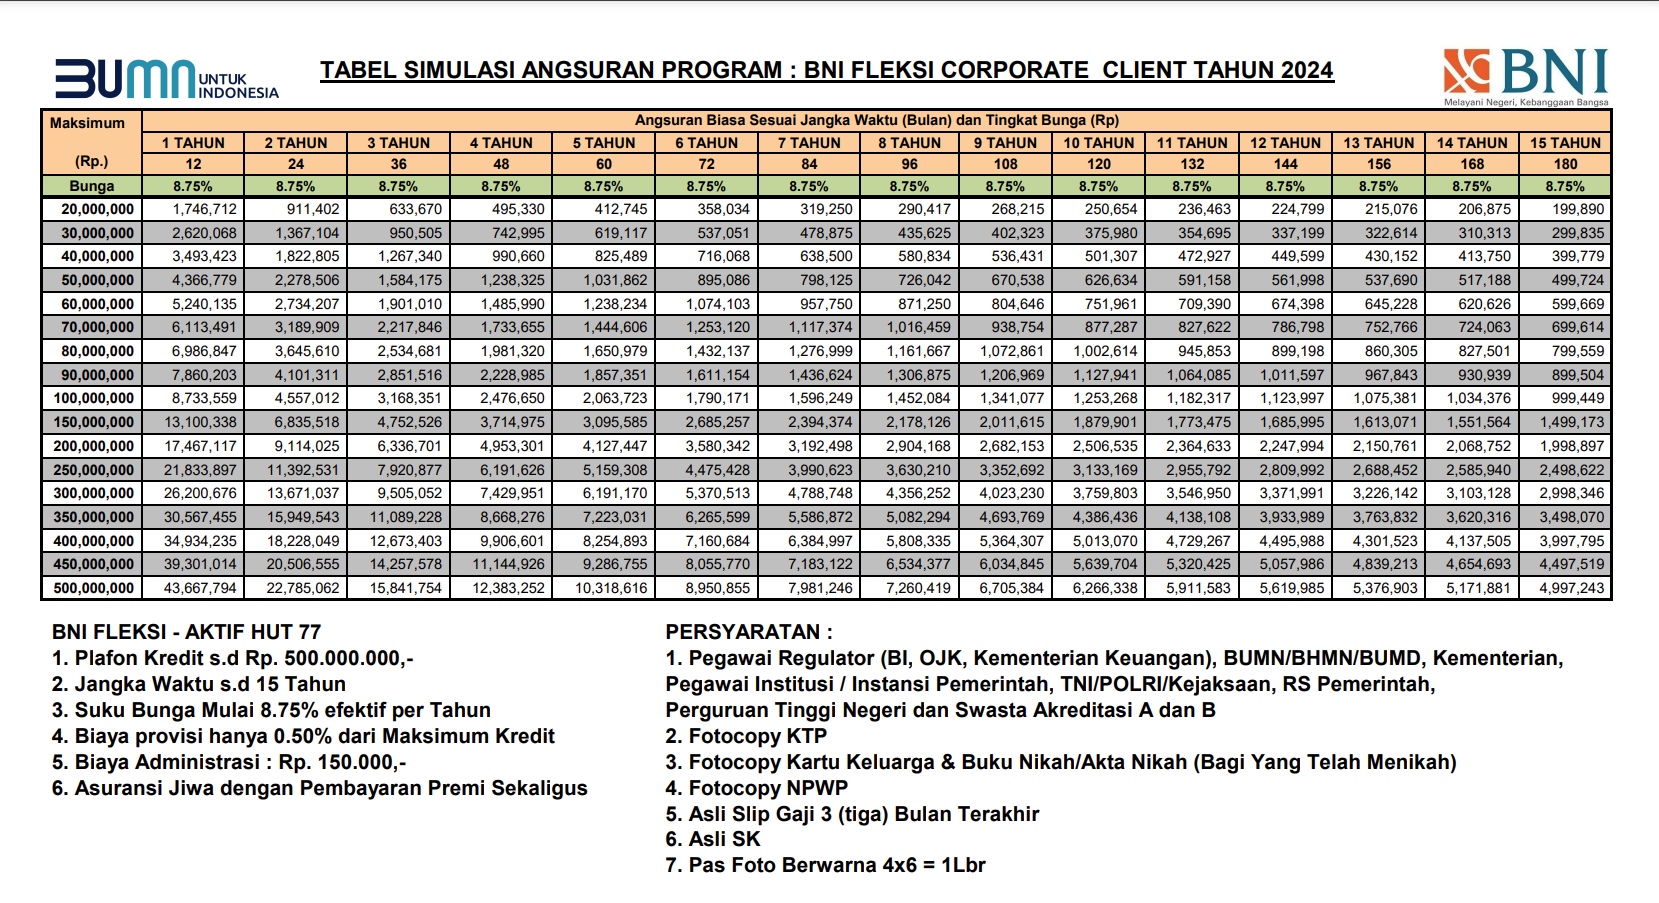 BUMN UNTUK INDONESIA
TABEL SIMULASI ANGSURAN PROGRAM : BNI FLEKSI CORPORATE CLIENT TAHUN 2024
BNI
Melayani Negeri, Kebanggaan Bangsa
Maksimum (Rp.) Angsuran Biasa Sesuai Jangka Waktu (Bulan) dan Tingkat Bunga (Rp)
1 TAHUN 2 TAHUN 3 TAHUN 4 TAHUN 5 TAHUN 6 TAHUN 7 TAHUN 8 TAHUN 9 TAHUN 10 TAHUN 11 TAHUN 12 TAHUN 13 TAHUN 14 TAHUN 15 TAHUN
12 24 36 48 60 72 84 96 108 120 132 144 156 168 180
Bunga 8.75% 8.75% 8.75% 8.75% 8.75% 8.75% 8.75% 8.75% 8.75% 8.75% 8.75% 8.75% 8.75% 8.75% 8.75%
20,000,000 1,746,712 911,402 633,670 495,330 412,745 358,034 319,250 290,417 268,215 250,654 236,463 224,799 215,076 206,875 199,890
30,000,000 2,620,068 1,367,104 950,505 742,995 619,117 537,051 478,875 435,625 402,323 375,980 354,695 337,199 322,614 310,313 299,835
40,000,000 3,493,423 1,822,805 1,267,340 990,660 825,489 716,068 638,500 580,834 536,431 501,307 472,927 449,599 430,152 413,750 399,779
50,000,000 4,366,779 2,278,506 1,584,175 1,238,325 1,031,862 895,086 798,125 726,042 670,538 626,634 591,158 561,998 537,690 517,188 499,724
60,000,000 5,240,135 2,734,207 1,901,010 1,485,990 1,238,234 1,074,103 957,750 871,250 804,646 751,961 709,390 674,398 645,228 620,626 599,669
70,000,000 6,113,491 3,189,909 2,217,846 1,733,655 1,444,606 1,253,120 1,117,374 1,016,459 938,754 877,287 827,622 786,798 752,766 724,063 699,614
80,000,000 6,986,847 3,645,610 2,534,681 1,981,320 1,650,979 1,432,137 1,276,999 1,161,667 1,072,861 1,002,614 945,853 899,198 860,305 827,501 799,559
90,000,000 7,860,203 4,101,311 2,851,516 2,228,985 1,857,351 1,611,154 1,436,624 1,306,875 1,206,969 1,127,941 1,064,085 1,011,597 967,843 930,939 899,504
100,000,000 8,733,559 4,557,012 3,168,351 2,476,650 2,063,723 1,790,171 1,596,249 1,452,084 1,341,077 1,253,268 1,182,317 1,123,997 1,075,381 1,034,376 999,449
150,000,000 13,100,338 6,835,518 4,752,526 3,714,975 3,095,585 2,685,257 2,394,374 2,178,126 2,011,615 1,879,901 1,773,475 1,685,995 1,613,071 1,551,564 1,499,173
200,000,000 17,467,117 9,114,025 6,336,701 4,953,301 4,127,447 3,580,342 3,192,498 2,904,168 2,682,153 2,506,535 2,364,633 2,247,994 2,150,761 2,068,752 1,998,897
250,000,000 21,833,897 11,392,531 7,920,877 6,191,626 5,159,308 4,475,428 3,990,623 3,630,210 3,352,692 3,133,169 2,955,792 2,809,992 2,688,452 2,585,940 2,498,622
300,000,000 26,200,676 13,671,037 9,505,052 7,429,951 6,191,170 5,370,513 4,788,748 4,356,252 4,023,230 3,759,803 3,546,950 3,371,991 3,226,142 3,103,128 2,998,346
350,000,000 30,567,455 15,949,543 11,089,228 8,668,276 7,223,031 6,265,599 5,586,872 5,082,294 4,693,769 4,386,436 4,138,108 3,933,989 3,763,832 3,620,316 3,498,070
400,000,000 34,934,235 18,228,049 12,673,403 9,906,601 8,254,893 7,160,684 6,384,997 5,808,335 5,364,307 5,013,070 4,729,267 4,495,988 4,301,523 4,137,505 3,997,795
450,000,000 39,301,014 20,506,555 14,257,578 11,144,926 9,286,755 8,055,770 7,183,122 6,534,377 6,034,845 5,639,704 5,320,425 5,057,986 4,839,213 4,654,693 4,497,519
500,000,000 43,667,794 22,785,062 15,841,754 12,383,252 10,318,616 8,950,855 7,981,246 7,260,419 6,705,384 6,266,338 5,911,583 5,619,985 5,376,903 5,171,881 4,997,243
BNI FLEKSI - AKTIF HUT 77
1. Plafon Kredit s.d Rp. 500.000.000,-
2. Jangka Waktu s.d 15 Tahun
3. Suku Bunga Mulai 8.75% efektif per Tahun
4. Biaya provisi hanya 0.50% dari Maksimum Kredit
5. Biaya Administrasi : Rp. 150.000,-
6. Asuransi Jiwa dengan Pembayaran Premi Sekaligus
PERSYARATAN :
1. Pegawai Regulator (BI, OJK, Kementerian Keuangan), BUMN/BHMN/BUMD, Kementerian,
Pegawai Institusi / Instansi Pemerintah, TNI/POLRI/Kejaksaan, RS Pemerintah,
Perguruan Tinggi Negeri dan Swasta Akreditasi A dan B
2. Fotocopy KTP
3. Fotocopy Kartu Keluarga & Buku Nikah/Akta Nikah (Bagi Yang Telah Menikah)
4. Fotocopy NPWP
5. Asli Slip Gaji 3 (tiga) Bulan Terakhir
6. Asli SK
7. Pas Foto Berwarna 4x6 = 1Lbr